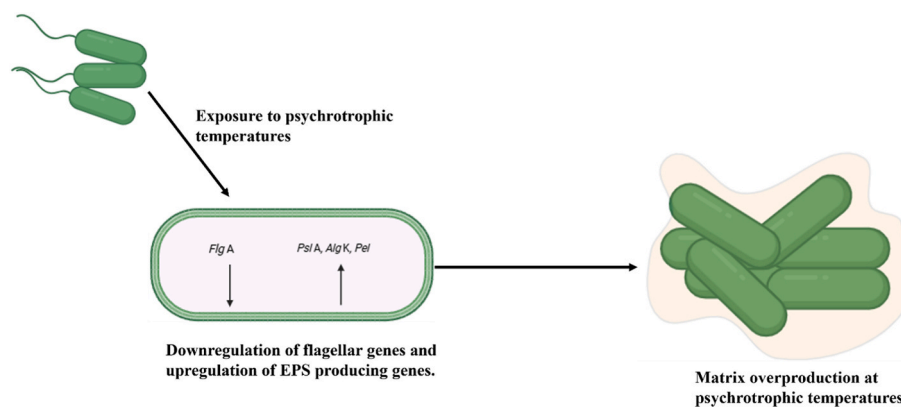 Exposure to psychrotrophic
temperatures
Flg A
Psl A, Alg K, Pel
Downregulation of flagellar genes and
upregulation of EPS producing genes.
Matrix overproduction at
psychrotrophic temperatures